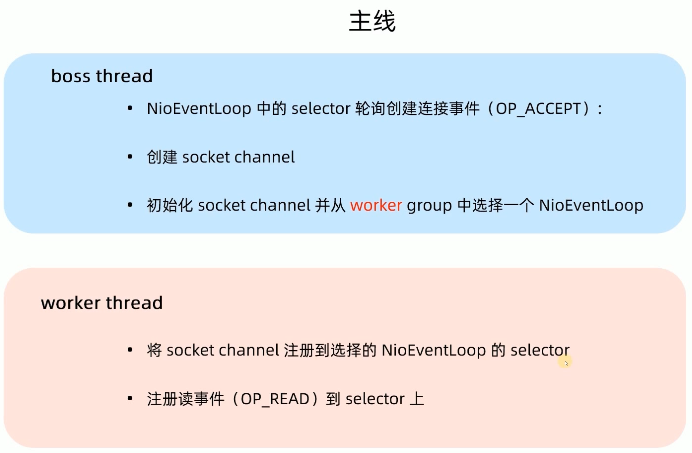 主线
boss thread
• NioEventLoop 中的 selector 轮询创建连接事件（OP_ACCEPT）:
• 创建 socket channel
• 初始化 socket channel 并从 worker group 中选择一个 NioEventLoop
worker thread
• 将 socket channel 注册到选择的 NioEventLoop 的 selector
• 注册读事件（OP_READ）到 selector 上